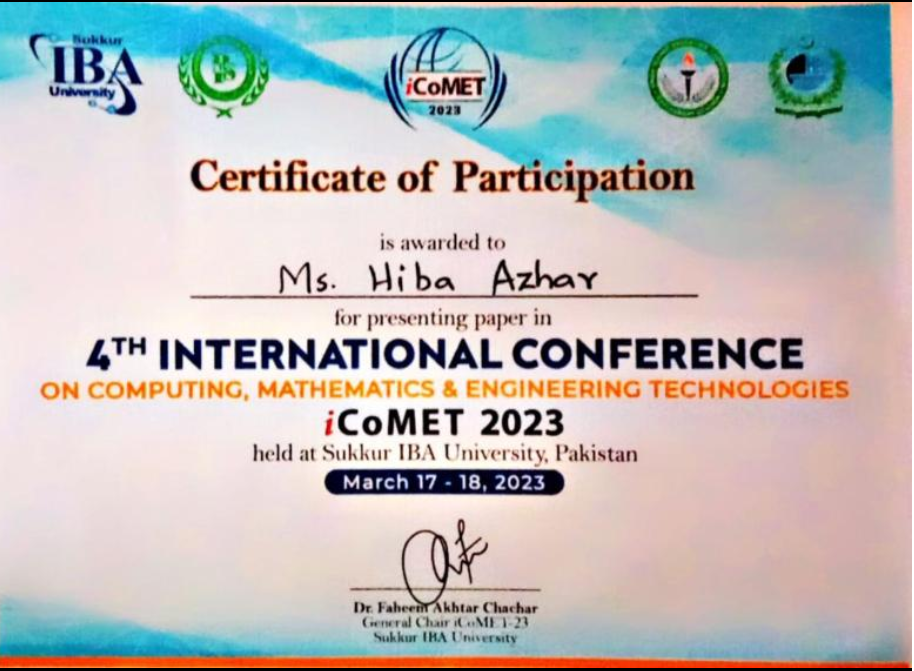 Sukkur
IBA
University
iCoMET
2023
Certificate of Participation
is awarded to
Ms. Hiba Azhar
for presenting paper in
4TH INTERNATIONAL CONFERENCE
ON COMPUTING, MATHEMATICS & ENGINEERING TECHNOLOGIES
iCoMET 2023
held at Sukkur IBA University, Pakistan
March 17 - 18, 2023
Dr. Faheem Akhtar Chachar
General Chair iCoMET-23
Sukkur IBA University